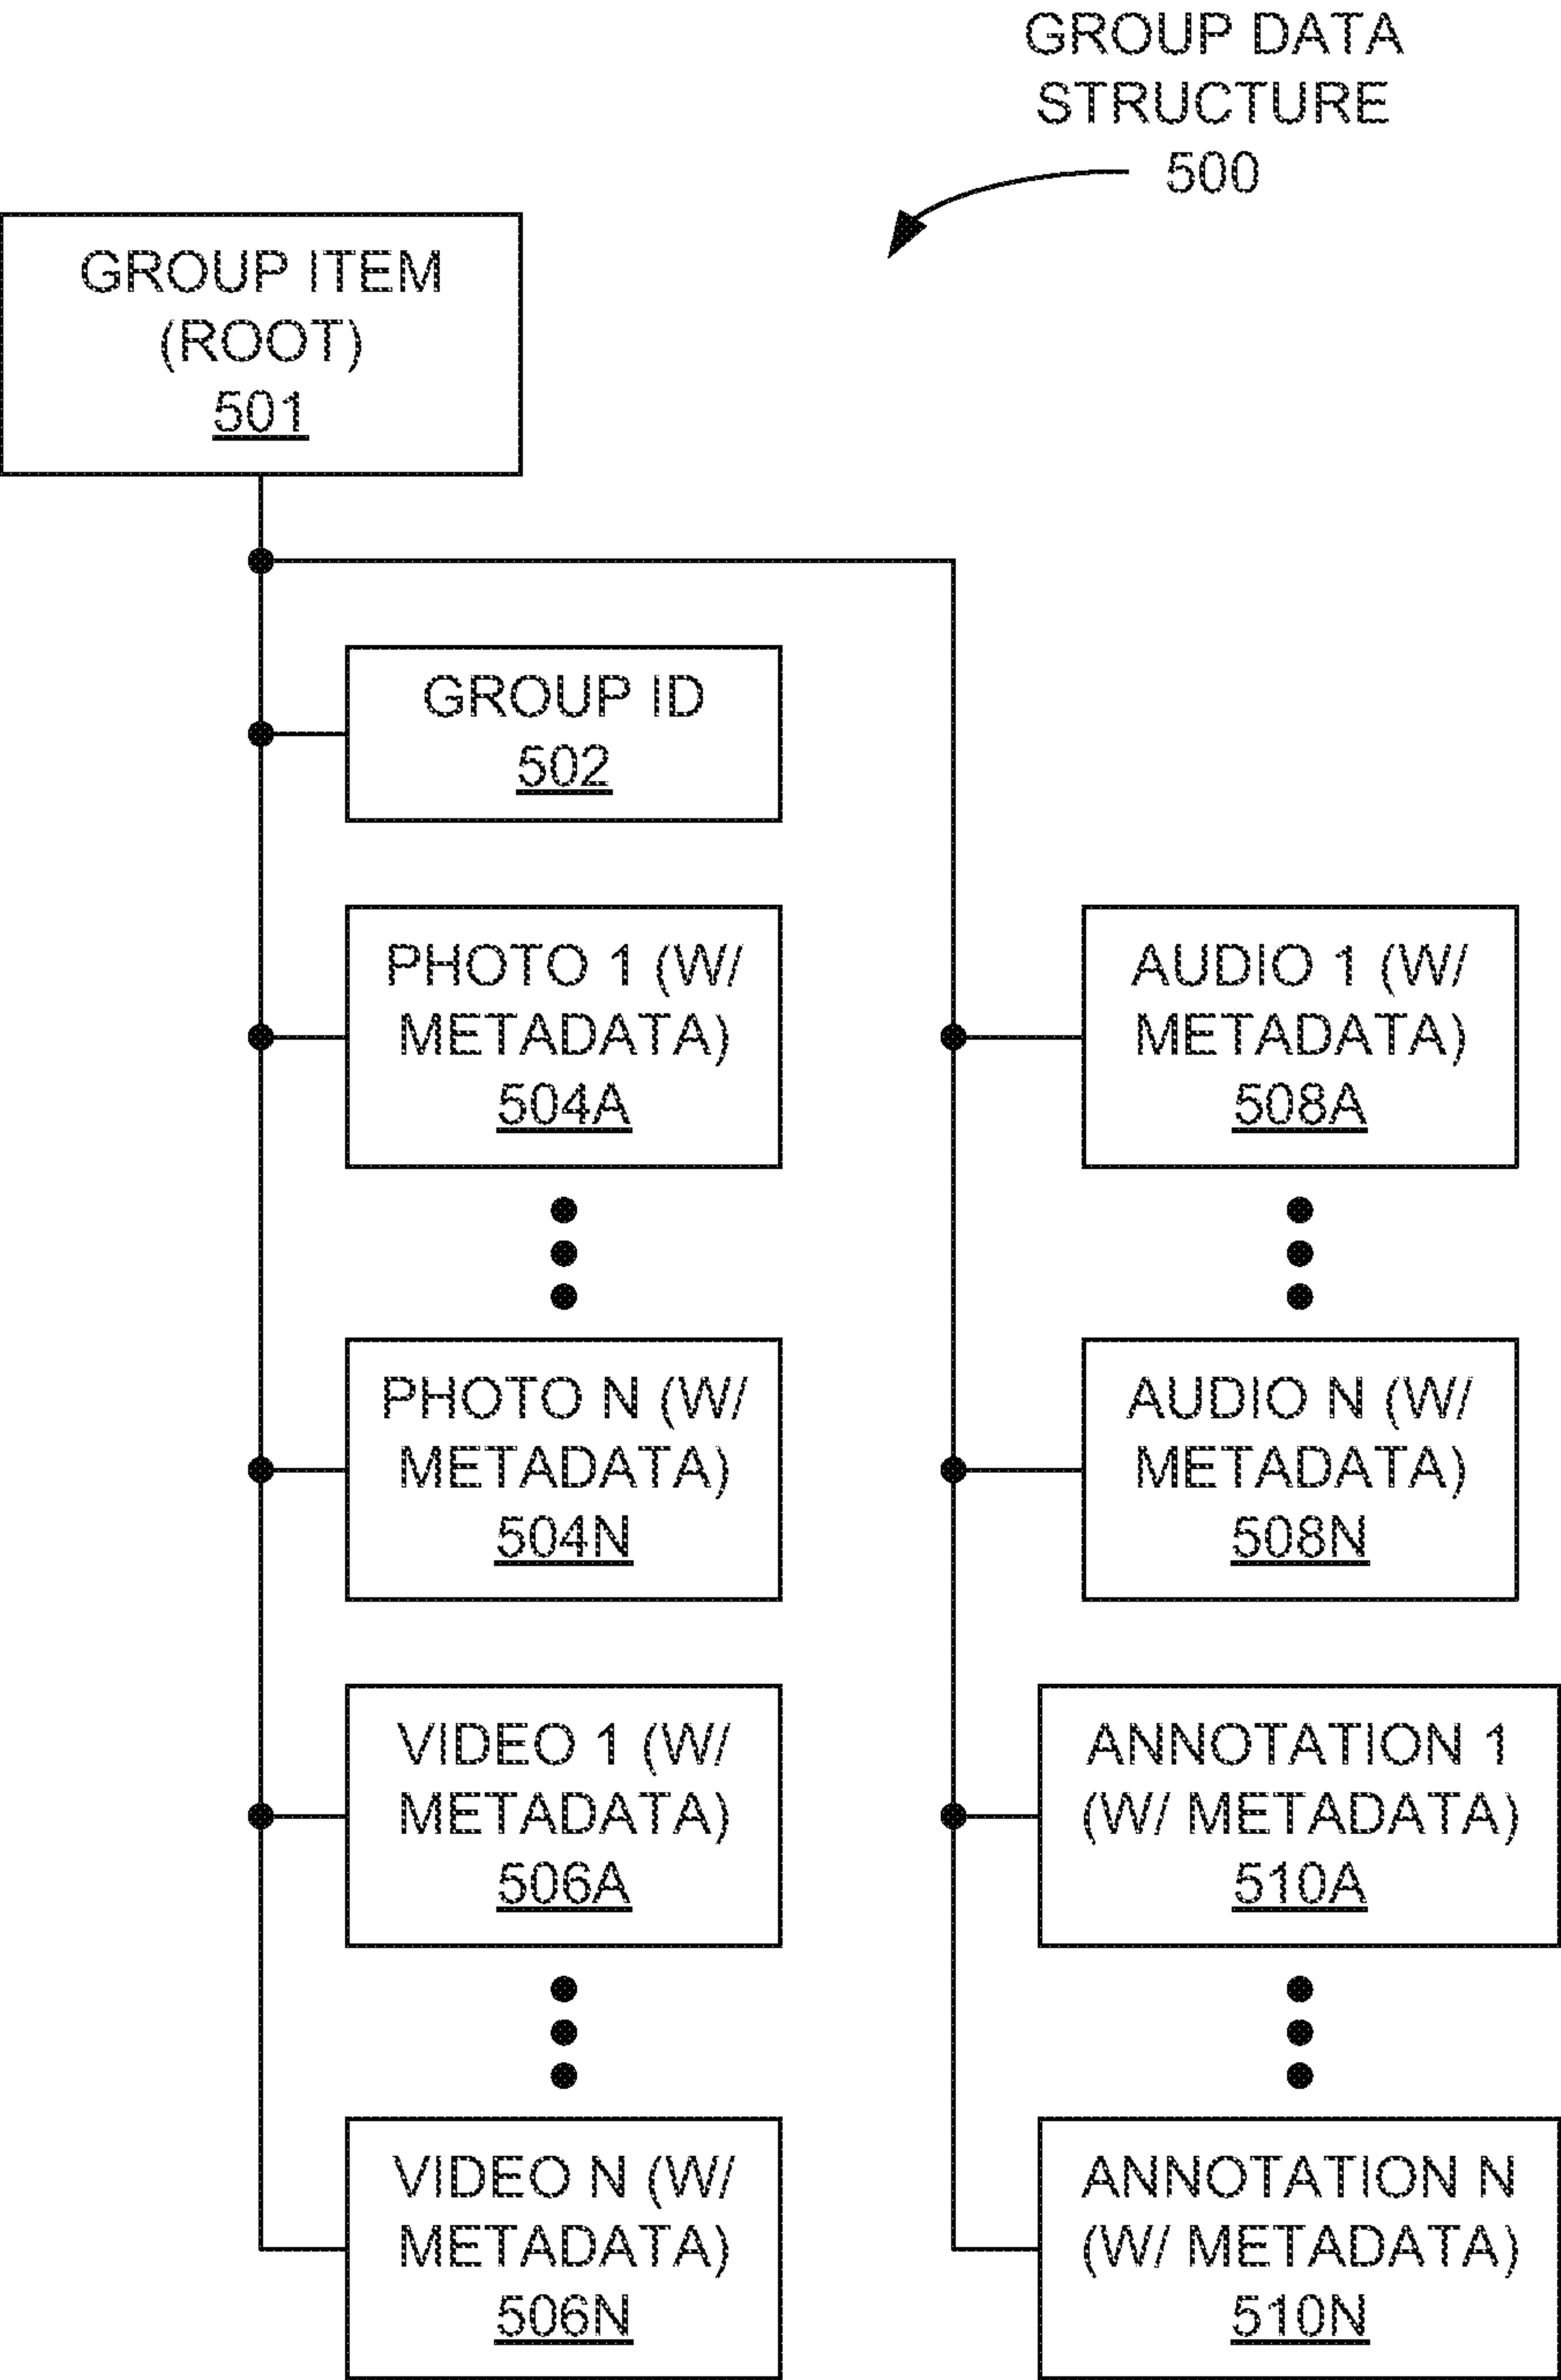 GROUP DATA
STRUCTURE
500
GROUP ITEM
(ROOT)
501
GROUP ID
502
PHOTO 1 (W/
METADATA)
504A
PHOTO N (W/
METADATA)
504N
VIDEO 1 (W/
METADATA)
506A
VIDEO N (W/
METADATA)
506N
AUDIO 1 (W/
METADATA)
508A
AUDIO N (W/
METADATA)
508N
ANNOTATION 1
(W/ METADATA)
510A
ANNOTATION N
(W/ METADATA)
510N